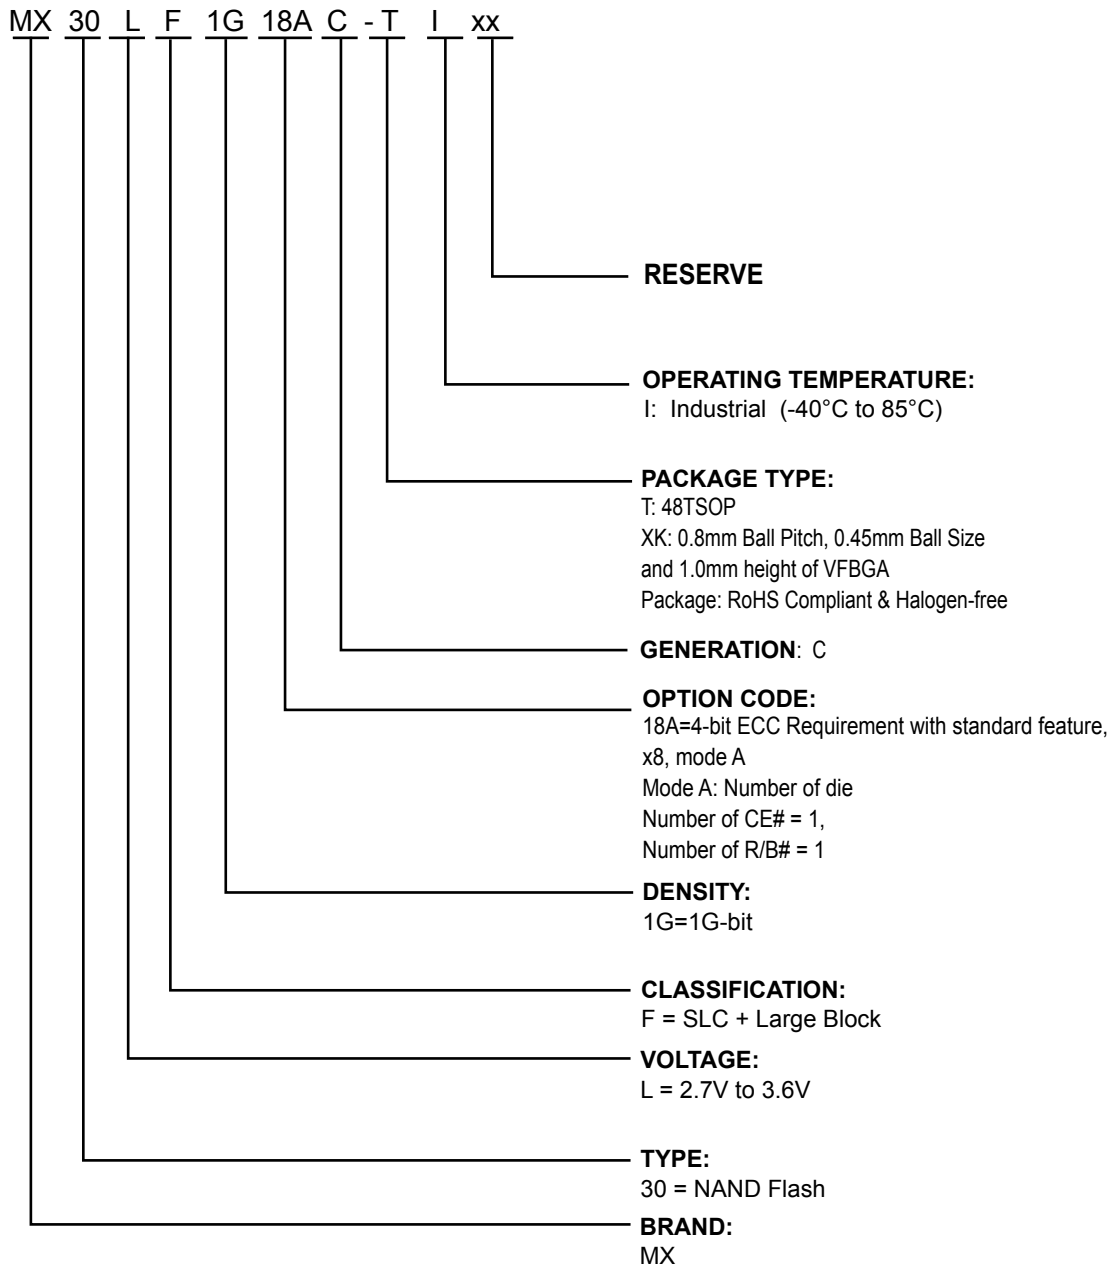 MX 30 L F 1G 18A C - T I xx
RESERVE
OPERATING TEMPERATURE:
I: Industrial (-40°C to 85°C)
PACKAGE TYPE:
T: 48TSOP
XK: 0.8mm Ball Pitch, 0.45mm Ball Size
and 1.0mm height of VFBGA
Package: RoHS Compliant & Halogen-free
GENERATION: C
OPTION CODE:
18A=4-bit ECC Requirement with standard feature,
x8, mode A
Mode A: Number of die
Number of CE# = 1,
Number of R/B# = 1
DENSITY:
1G=1G-bit
CLASSIFICATION:
F = SLC + Large Block
VOLTAGE:
L = 2.7V to 3.6V
TYPE:
30 = NAND Flash
BRAND:
MX